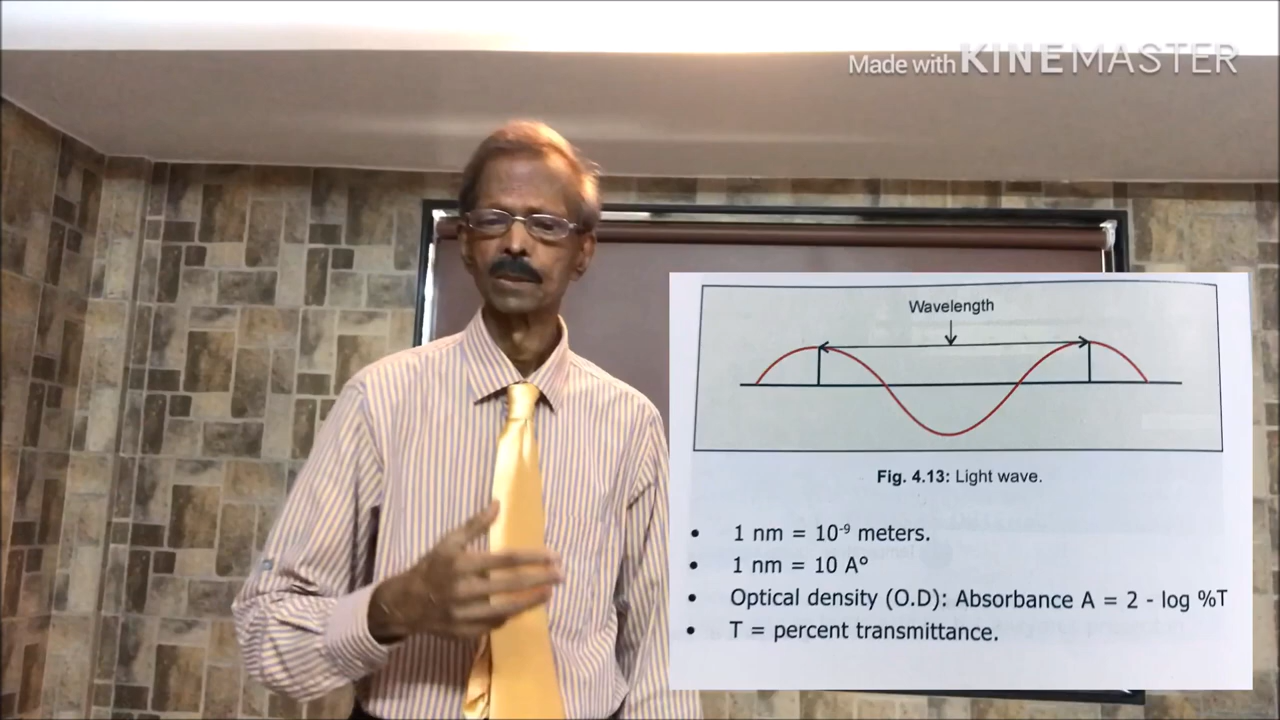 Made with KINEMASTER
Wavelength
Fig. 4.13: Light wave.
• 1 nm = 10⁻⁹ meters.
• 1 nm = 10 A°
• Optical density (O.D): Absorbance A = 2 - log %T
• T = percent transmittance.